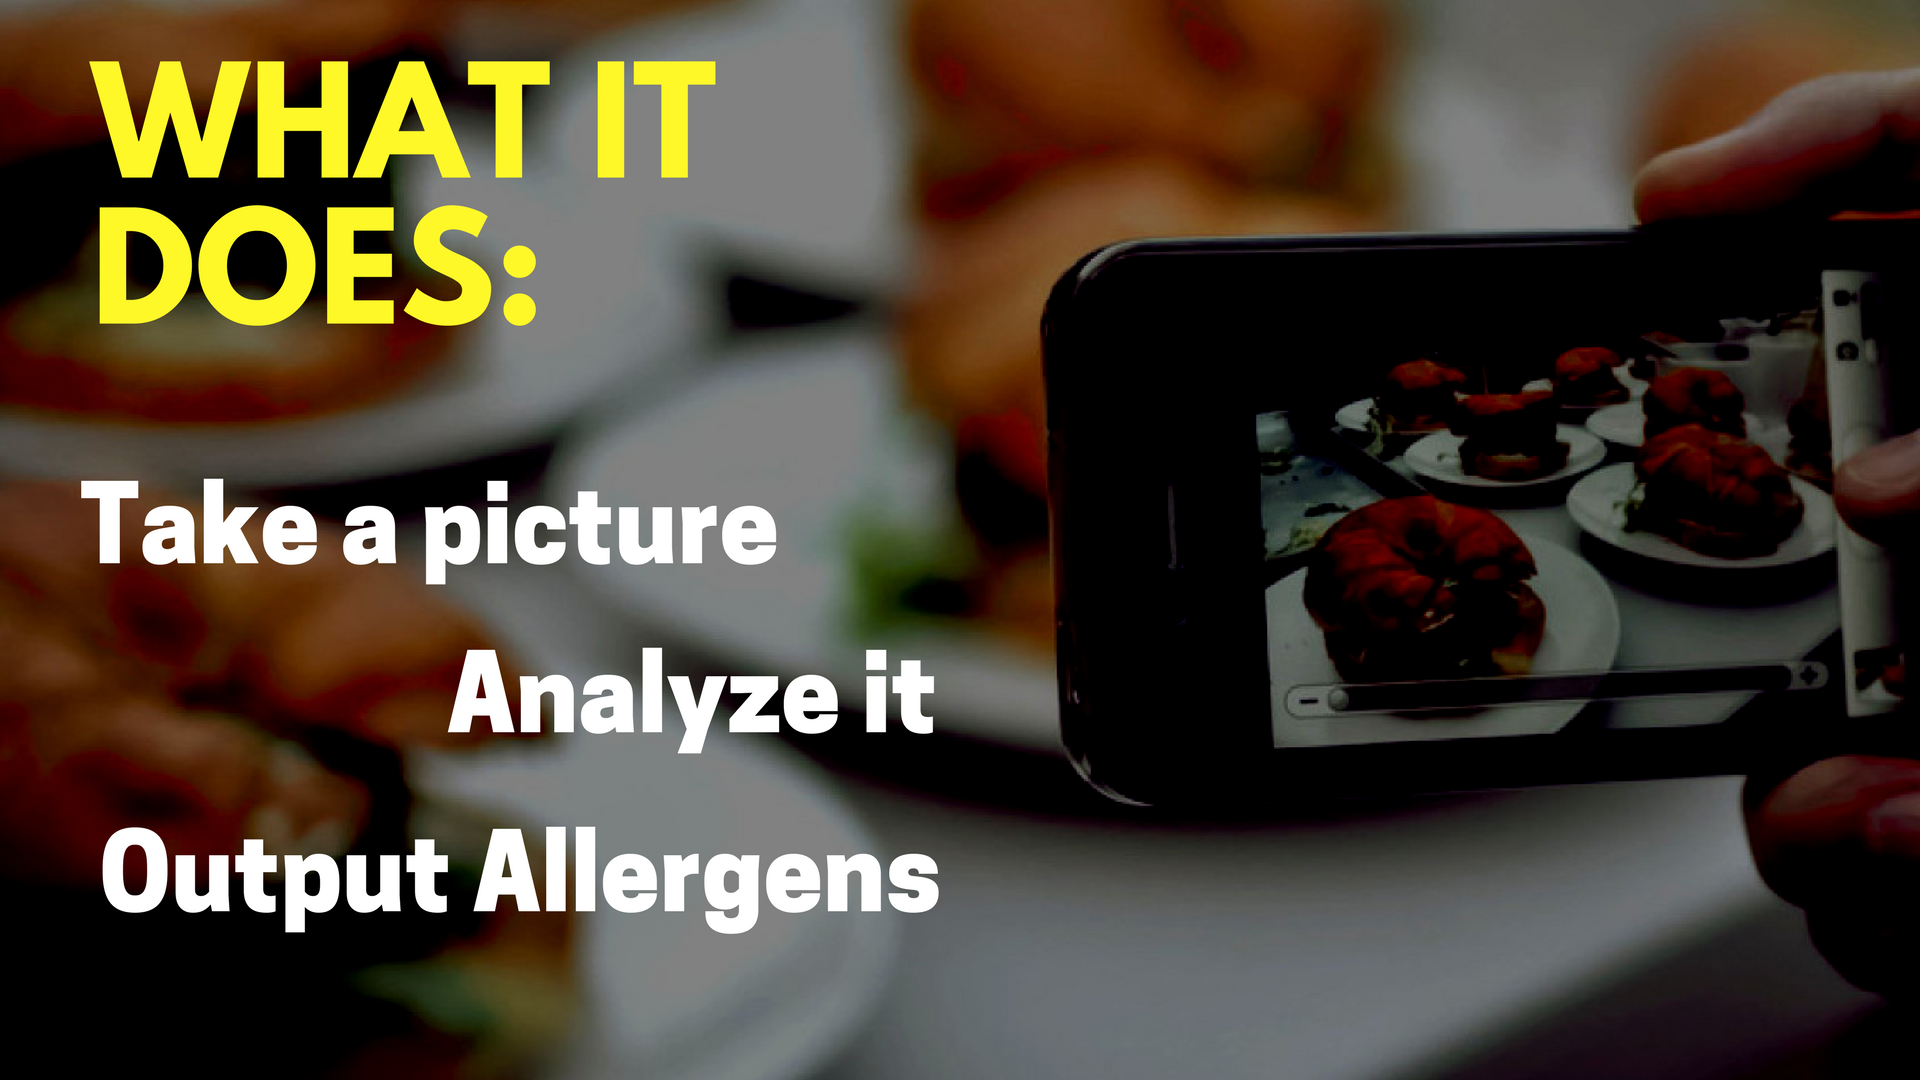 WHAT IT
DOES:
Take a picture
Analyze it
Output Allergens